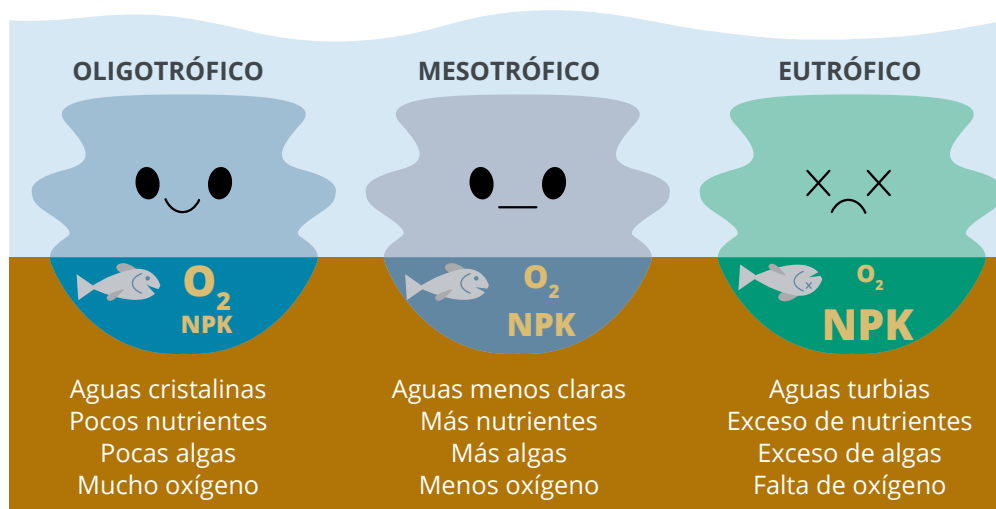 OLIGOTRÓFICO
MESOTRÓFICO
EUTRÓFICO
O2
NPK
O2
NPK
O2
NPK
Aguas cristalinas
Pocos nutrientes
Pocas algas
Mucho oxígeno
Aguas menos claras
Más nutrientes
Más algas
Menos oxígeno
Aguas turbias
Exceso de nutrientes
Exceso de algas
Falta de oxígeno